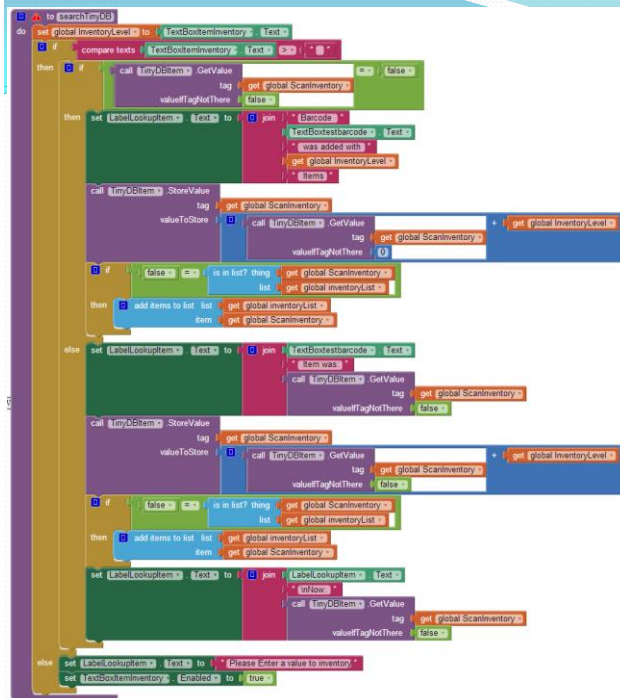 to searchTinyDB
do set global InventoryLevel to TextBoxItemInventory . Text
if compare texts TextBoxItemInventory . Text > " "
then if call TinyDBItem .GetValue = false
tag get global ScanInventory
valueIfTagNotThere false
then set LabelLookupItem . Text to join " Barcode "
TextBoxtestbarcode . Text
" was added with "
get global InventoryLevel
" Items "
call TinyDBItem .StoreValue
tag get global ScanInventory
valueToStore call TinyDBItem .GetValue + get global InventoryLevel
tag get global ScanInventory
valueIfTagNotThere 0
if false = is in list? thing get global ScanInventory
list get global inventoryList
then add items to list list get global inventoryList
item get global ScanInventory
else set LabelLookupItem . Text to join TextBoxtestbarcode . Text
" Item was: "
call TinyDBItem .GetValue
tag get global ScanInventory
valueIfTagNotThere false
call TinyDBItem .StoreValue
tag get global ScanInventory
valueToStore call TinyDBItem .GetValue + get global InventoryLevel
tag get global ScanInventory
valueIfTagNotThere false
if false = is in list? thing get global ScanInventory
list get global inventoryList
then add items to list list get global inventoryList
item get global ScanInventory
set LabelLookupItem . Text to join LabelLookupItem . Text
" \nNow: "
call TinyDBItem .GetValue
tag get global ScanInventory
valueIfTagNotThere false
else set LabelLookupItem . Text to " Please Enter a value to inventory "
set TextBoxItemInventory . Enabled to true